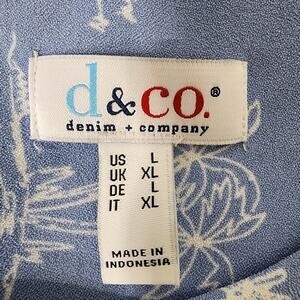 d&co.®
denim + company
US L
UK XL
DE L
IT XL
MADE IN
INDONESIA